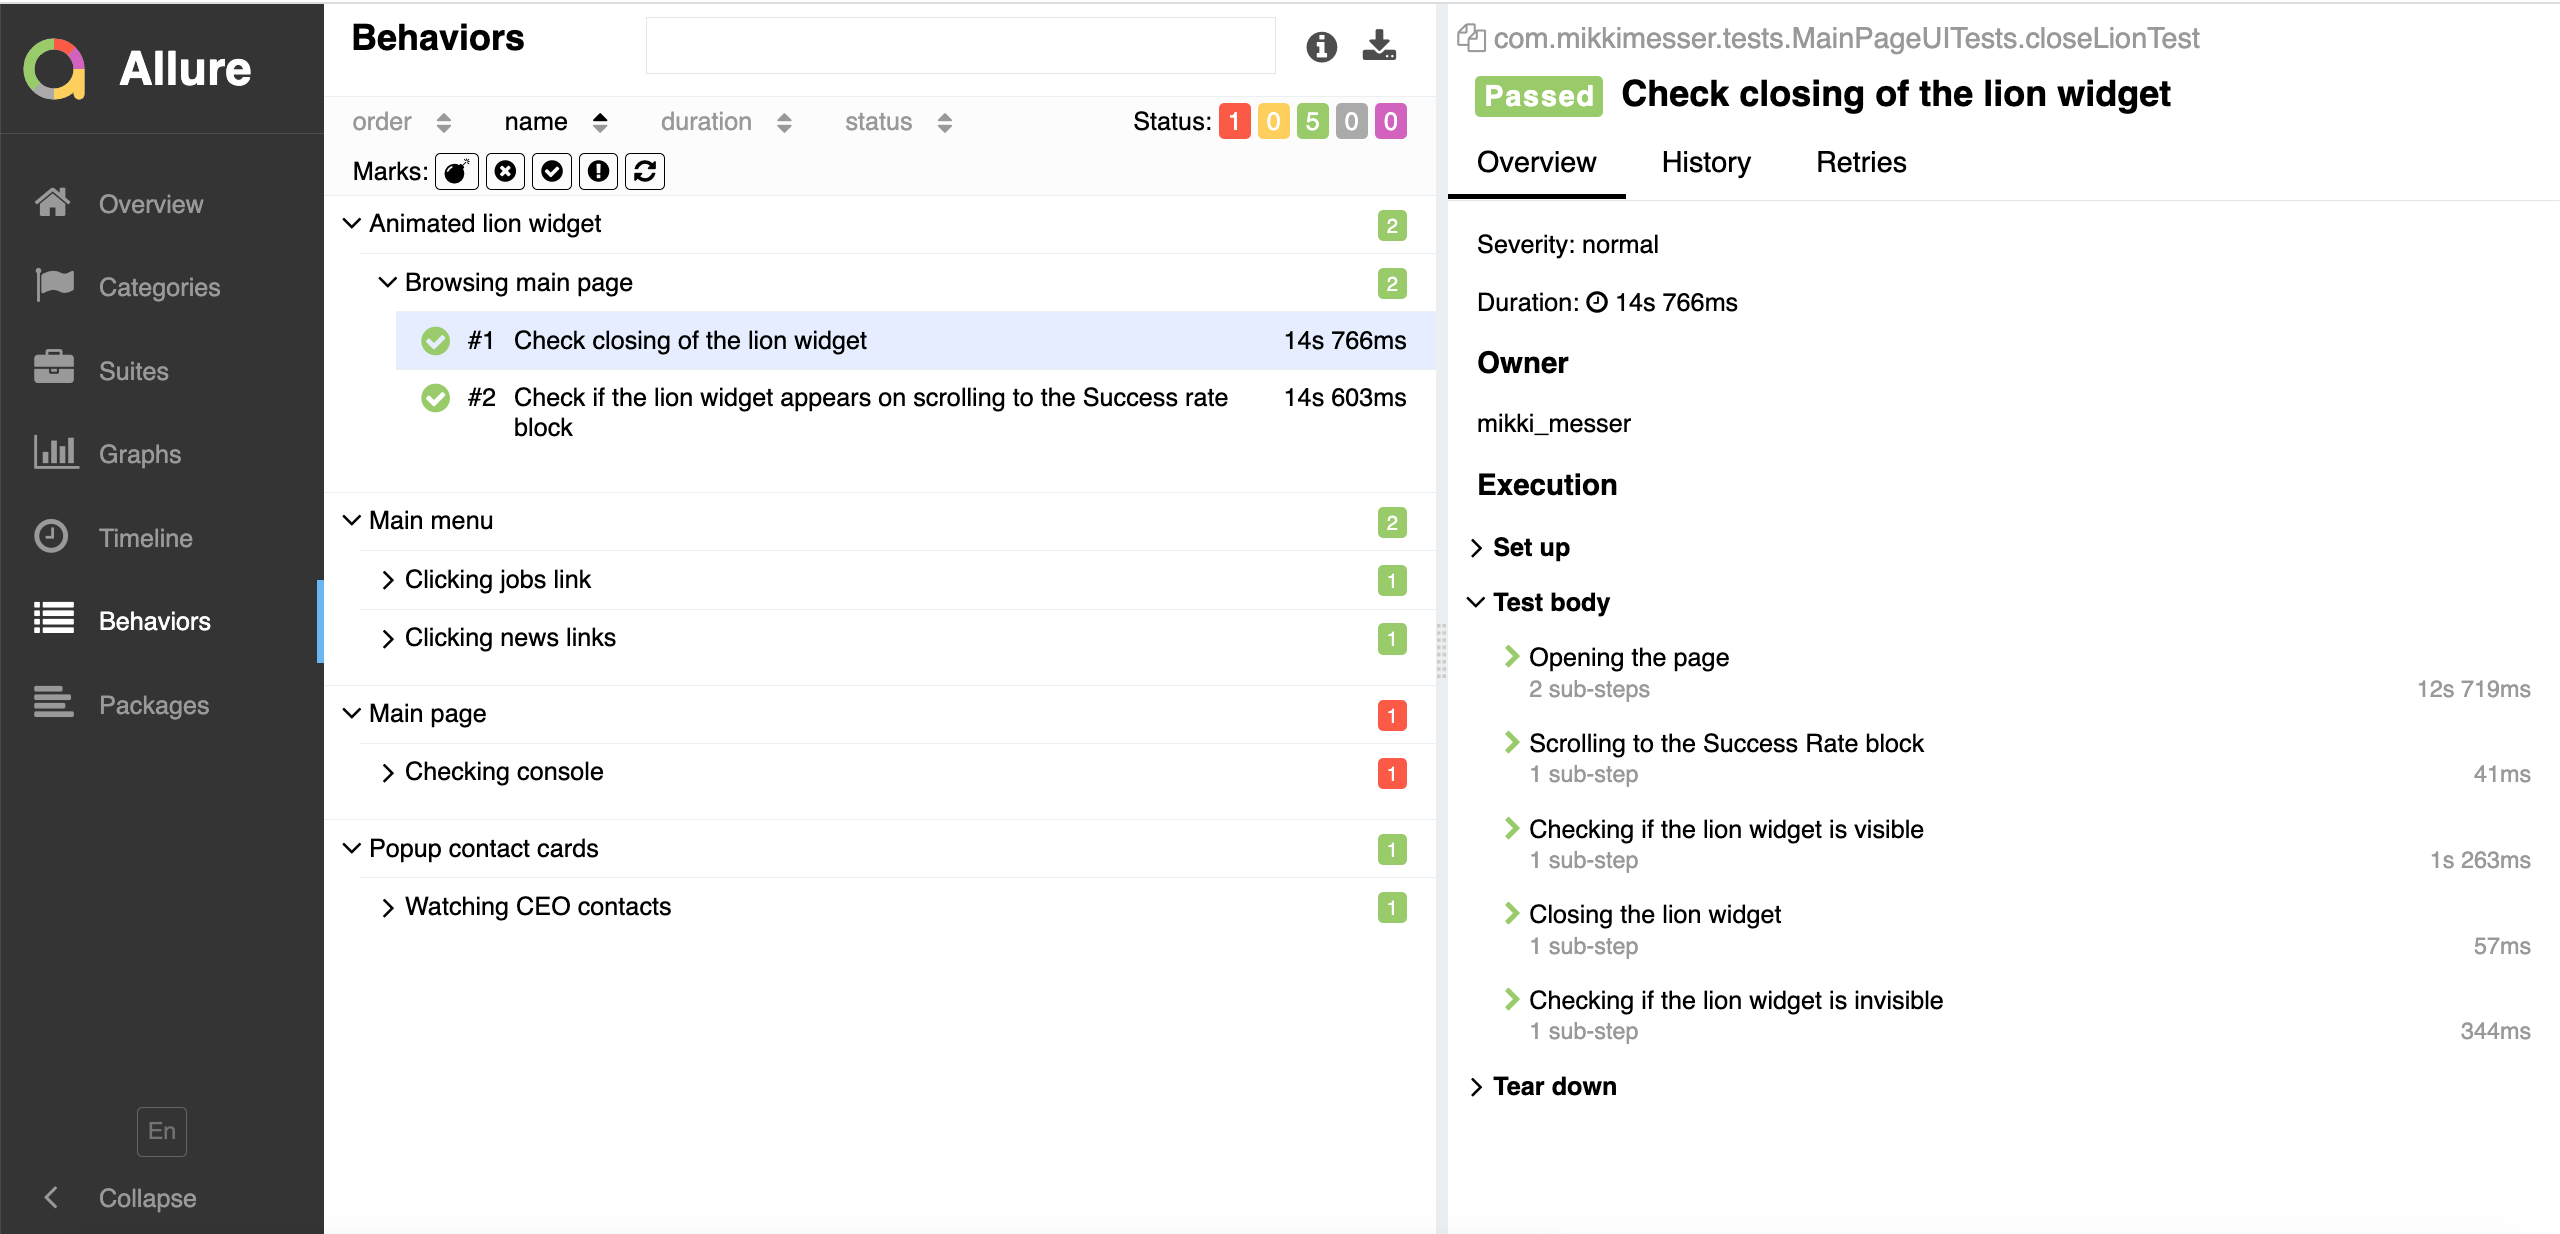 Allure
Overview
Categories
Suites
Graphs
Timeline
Behaviors
Packages
En
Collapse
Behaviors
order name duration status Status: 1 0 5 0 0
Marks:
Animated lion widget 2
Browsing main page 2
#1 Check closing of the lion widget 14s 766ms
#2 Check if the lion widget appears on scrolling to the Success rate 14s 603ms
block
Main menu 2
Clicking jobs link 1
Clicking news links 1
Main page 1
Checking console 1
Popup contact cards 1
Watching CEO contacts 1
com.mikkimesser.tests.MainPageUITests.closeLionTest
Passed Check closing of the lion widget
Overview History Retries
Severity: normal
Duration: 14s 766ms
Owner
mikki_messer
Execution
Set up
Test body
Opening the page
2 sub-steps 12s 719ms
Scrolling to the Success Rate block
1 sub-step 41ms
Checking if the lion widget is visible
1 sub-step 1s 263ms
Closing the lion widget
1 sub-step 57ms
Checking if the lion widget is invisible
1 sub-step 344ms
Tear down